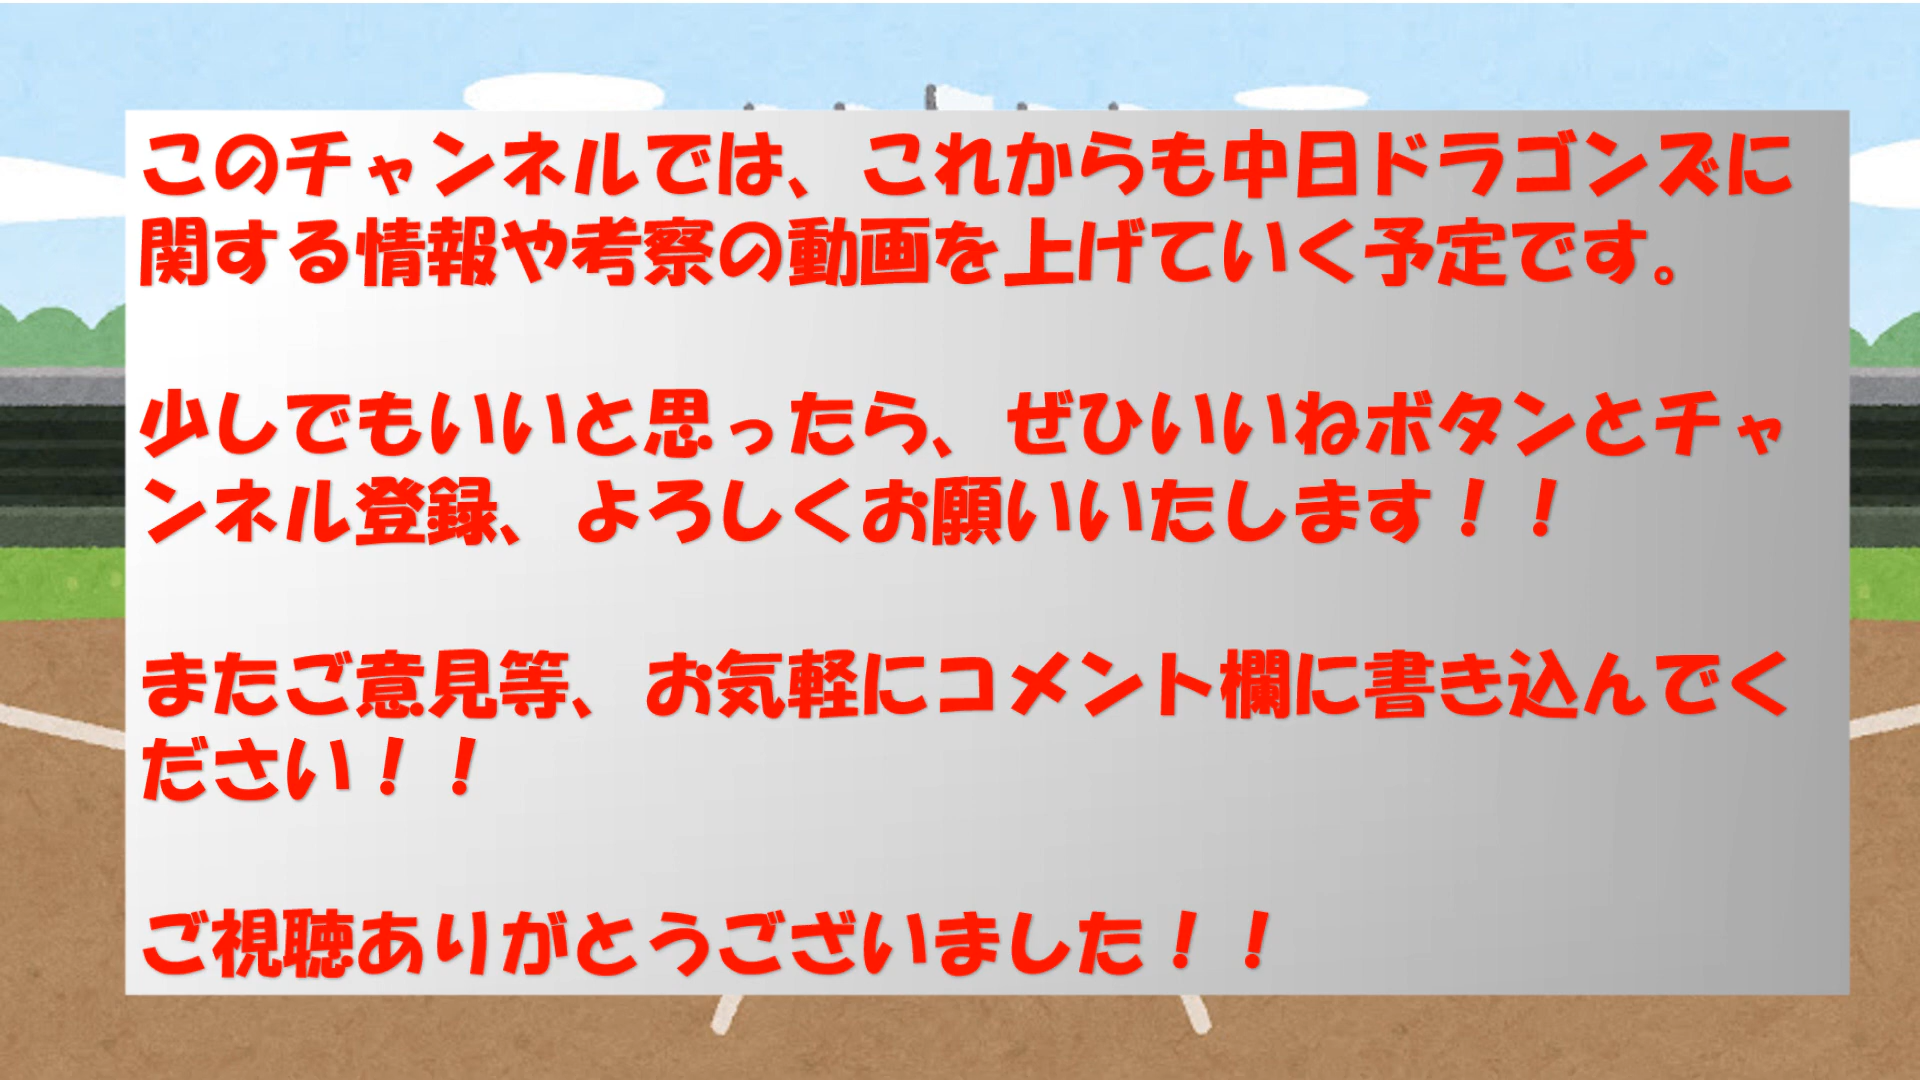 このチャンネルでは、これからも中日ドラゴンズに
関する情報や考察の動画を上げていく予定です。
少しでもいいと思ったら、ぜひいいねボタンとチャ
ンネル登録、よろしくお願いいたします！！
またご意見等、お気軽にコメント欄に書き込んでく
ださい！！
ご視聴ありがとうございました！！